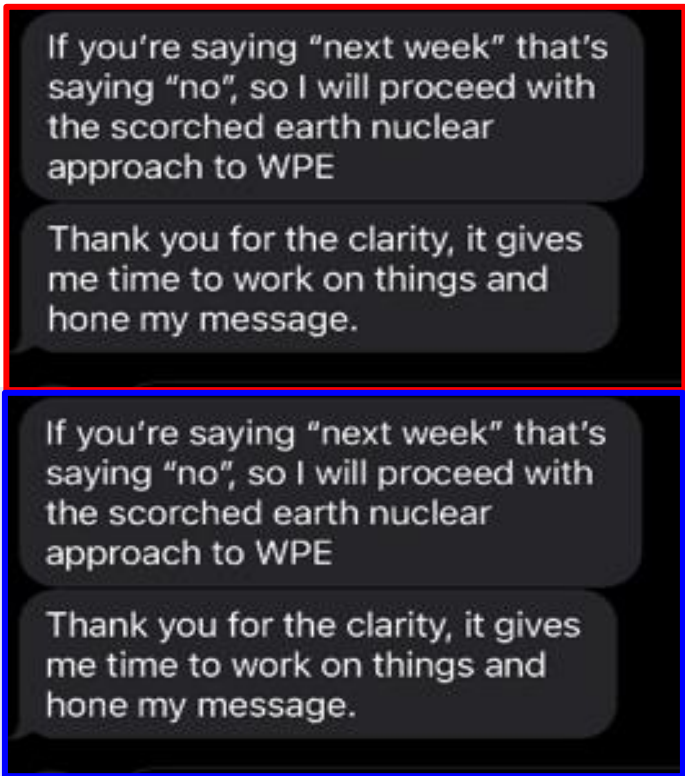 If you’re saying “next week” that’s
saying “no”, so I will proceed with
the scorched earth nuclear
approach to WPE
Thank you for the clarity, it gives
me time to work on things and
hone my message.
If you’re saying “next week” that’s
saying “no”, so I will proceed with
the scorched earth nuclear
approach to WPE
Thank you for the clarity, it gives
me time to work on things and
hone my message.